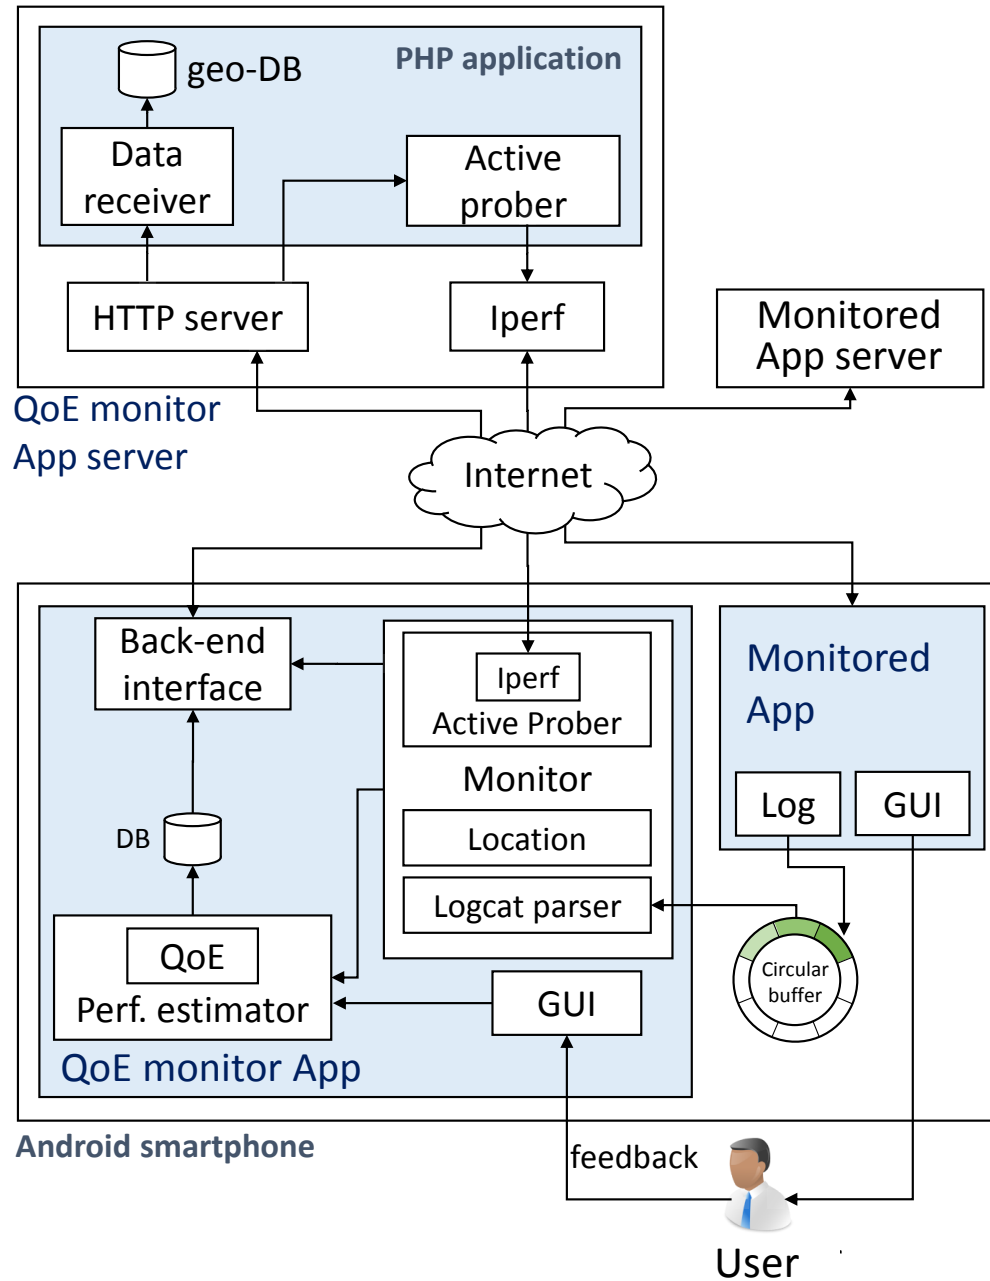 geo-DB
PHP application
Data
receiver
Active
prober
HTTP server
Iperf
Monitored
App server
QoE monitor
App server
Internet
Back-end
interface
Iperf
Active Prober
Monitor
Location
Logcat parser
DB
QoE
Perf. estimator
GUI
QoE monitor App
Monitored
App
Log
GUI
Circular
buffer
Android smartphone
feedback
User